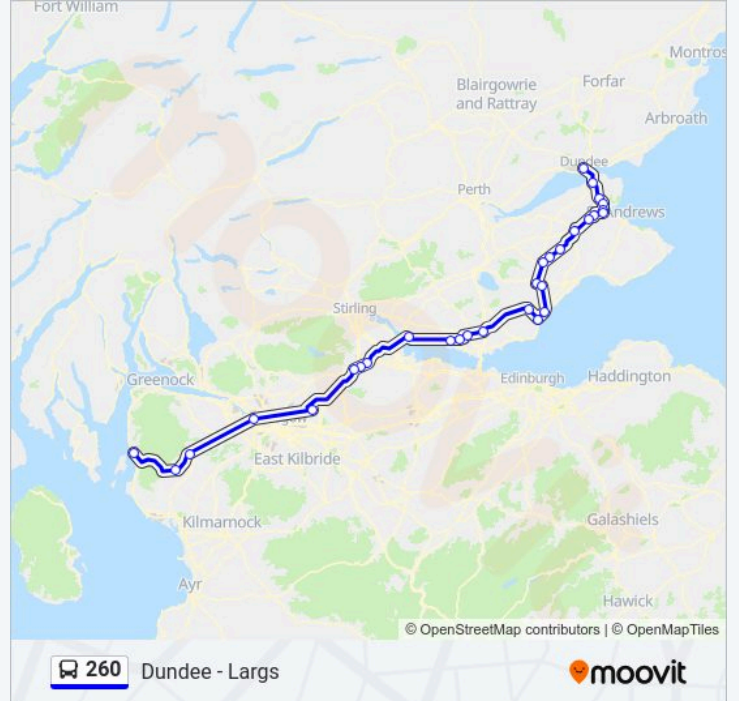 Fort William
Montros
Blairgowrie
and Rattray
Forfar
Arbroath
Dundee
Perth
Andrews
Stirling
Greenock
Edinburgh
Haddington
East Kilbride
Kilmarnock
Galashiels
Ayr
Hawick
© OpenStreetMap contributors | © OpenMapTiles
260 Dundee - Largs
moovit